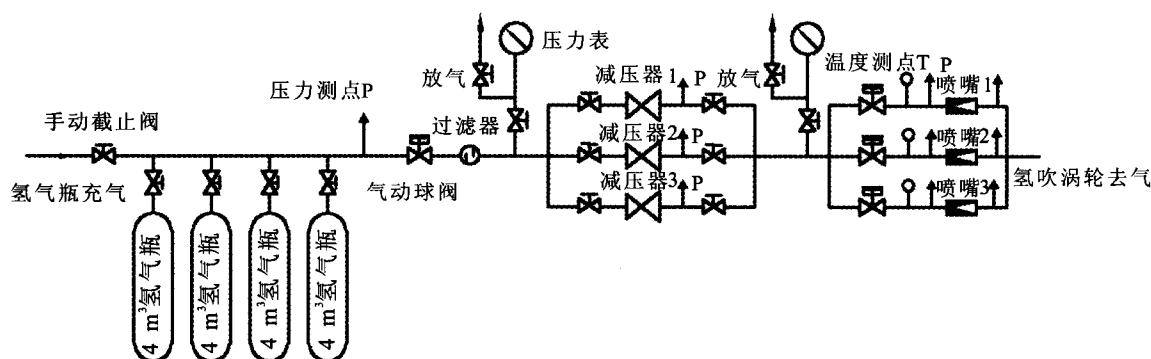 压力表
放气
减压器1
P
放气
温度测点T
P
压力测点P
喷嘴1
手动截止阀
过滤器
减压器2
P
喷嘴2
氢气瓶充气
气动球阀
减压器3
P
喷嘴3
氢吹涡轮去气
4 m³氢气瓶
4 m³氢气瓶
4 m³氢气瓶
4 m³氢气瓶